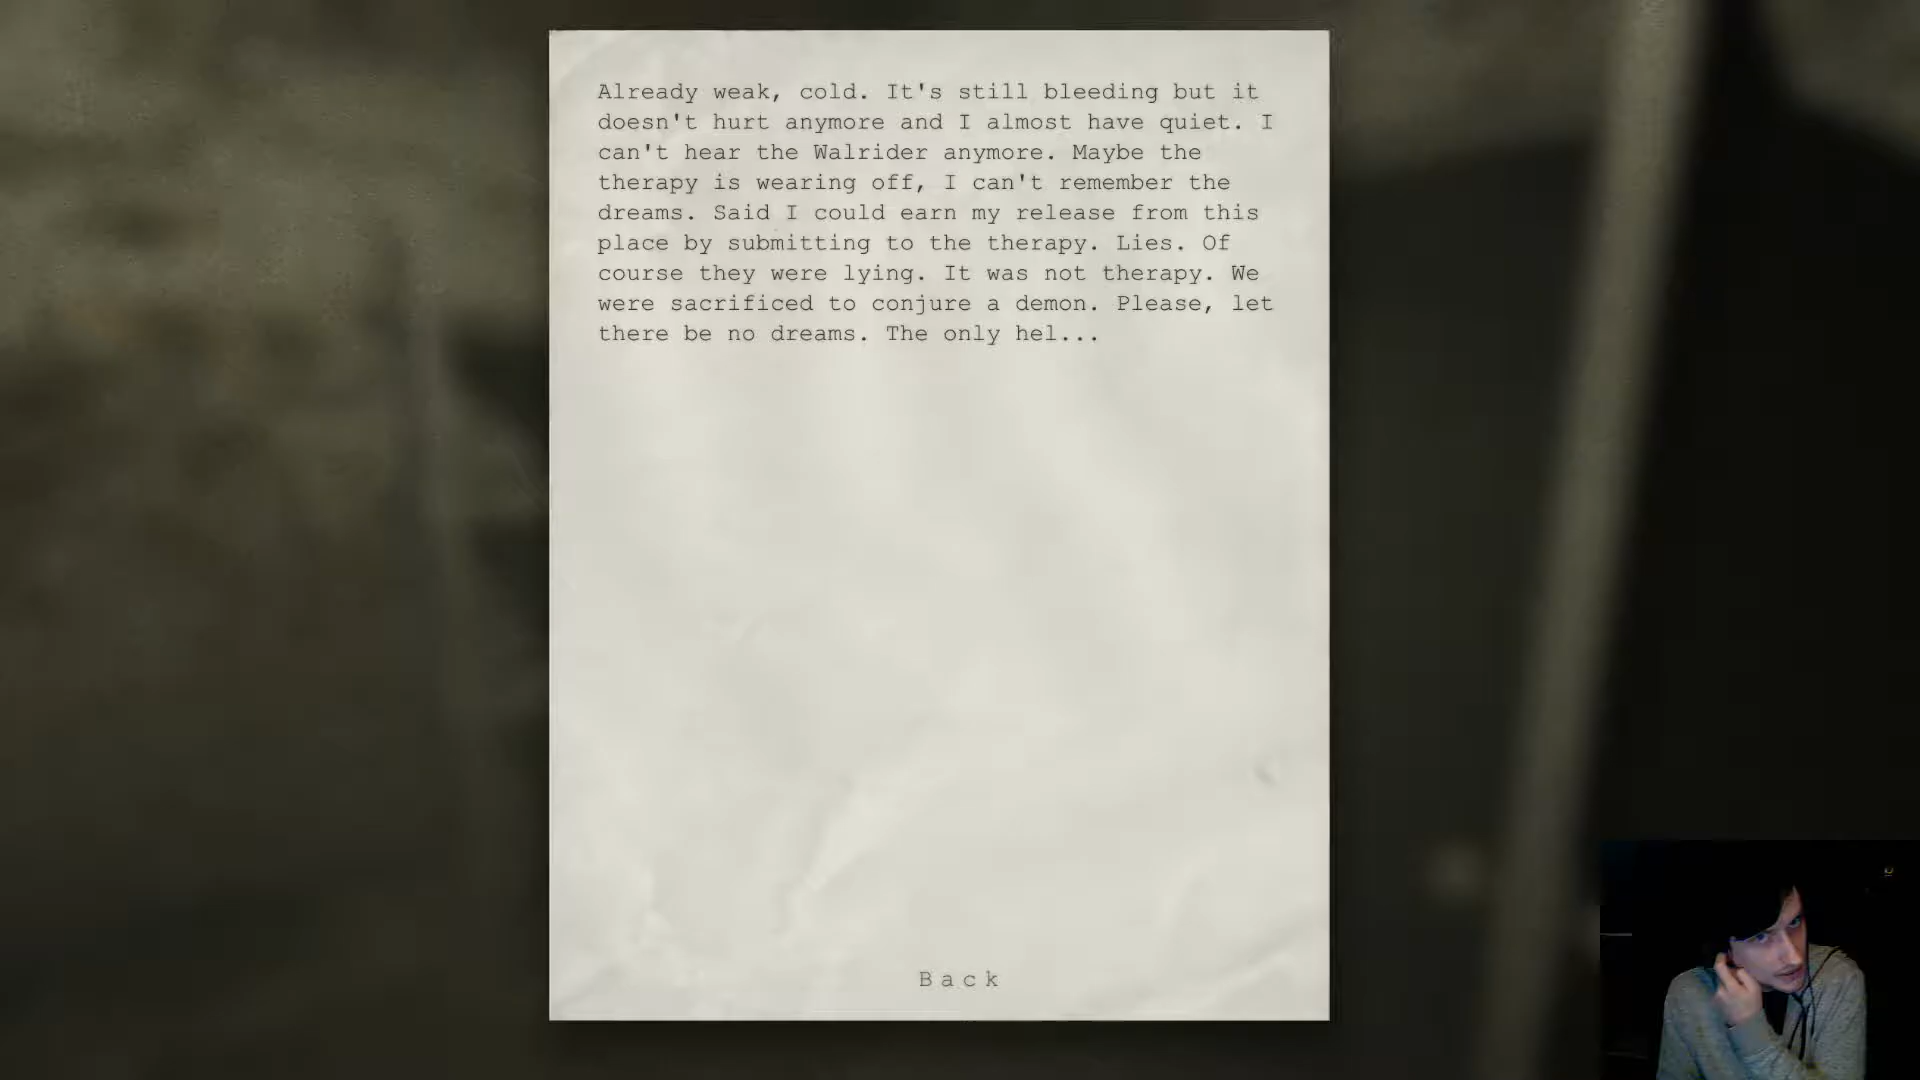 Already weak, cold. It's still bleeding but it
doesn't hurt anymore and I almost have quiet. I
can't hear the Walrider anymore. Maybe the
therapy is wearing off, I can't remember the
dreams. Said I could earn my release from this
place by submitting to the therapy. Lies. Of
course they were lying. It was not therapy. We
were sacrificed to conjure a demon. Please, let
there be no dreams. The only hel...
Back